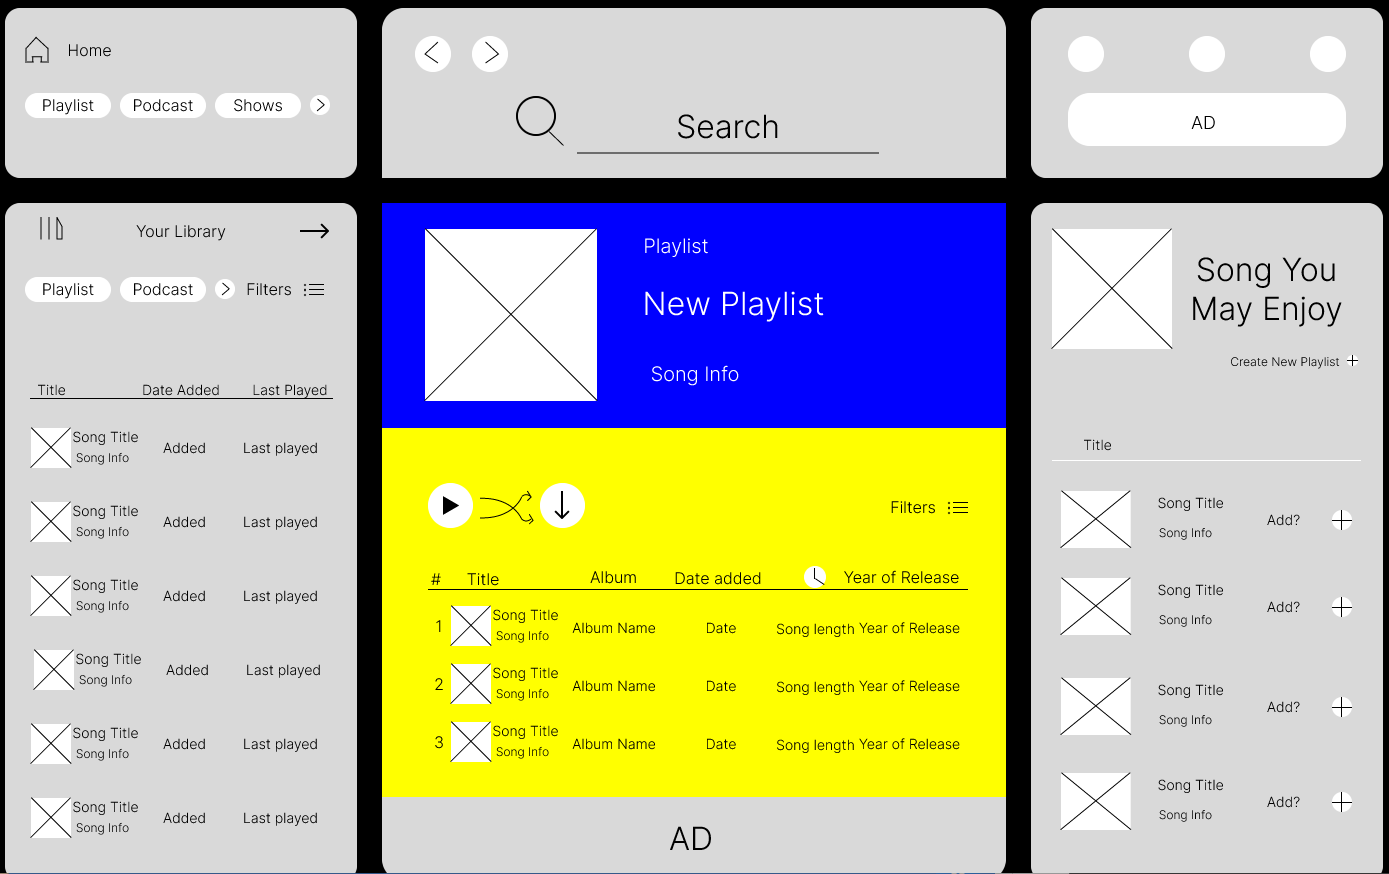 Home
Playlist Podcast Shows
Search
AD
Your Library
Playlist Podcast Filters
Title Date Added Last Played
Song Title
Song Info
Added Last played
Song Title
Song Info
Added Last played
Song Title
Song Info
Added Last played
Song Title
Song Info
Added Last played
Song Title
Song Info
Added Last played
Song Title
Song Info
Added Last played
Playlist
New Playlist
Song Info
Filters
# Title Album Date added Year of Release
1 Song Title Album Name Date Song length Year of Release
Song Info
2 Song Title Album Name Date Song length Year of Release
Song Info
3 Song Title Album Name Date Song length Year of Release
Song Info
AD
Song You
May Enjoy
Create New Playlist
Title
Song Title
Song Info
Add?
Song Title
Song Info
Add?
Song Title
Song Info
Add?
Song Title
Song Info
Add?